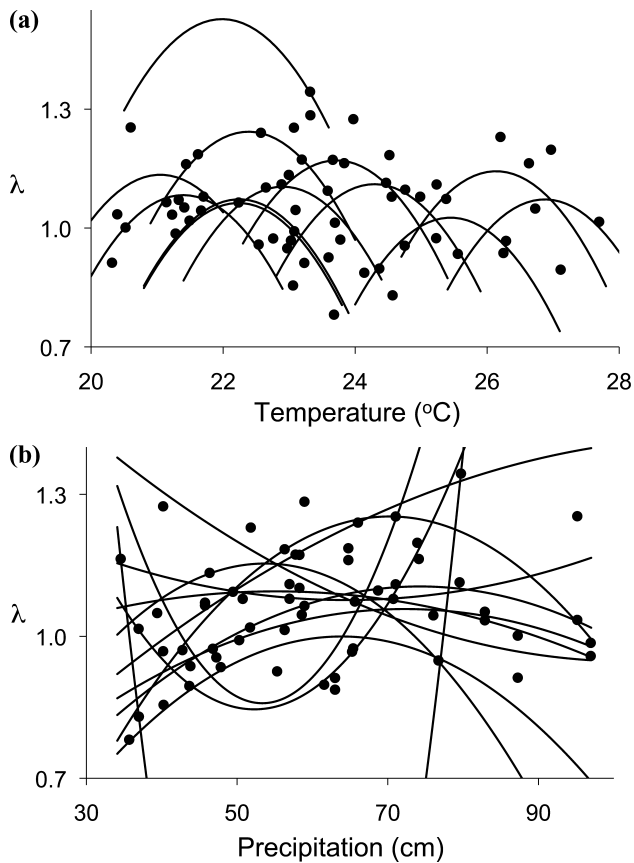 (a)
1.3
λ
1.0
0.7
20 22 24 26 28
Temperature (°C)
(b)
1.3
λ
1.0
0.7
30 50 70 90
Precipitation (cm)